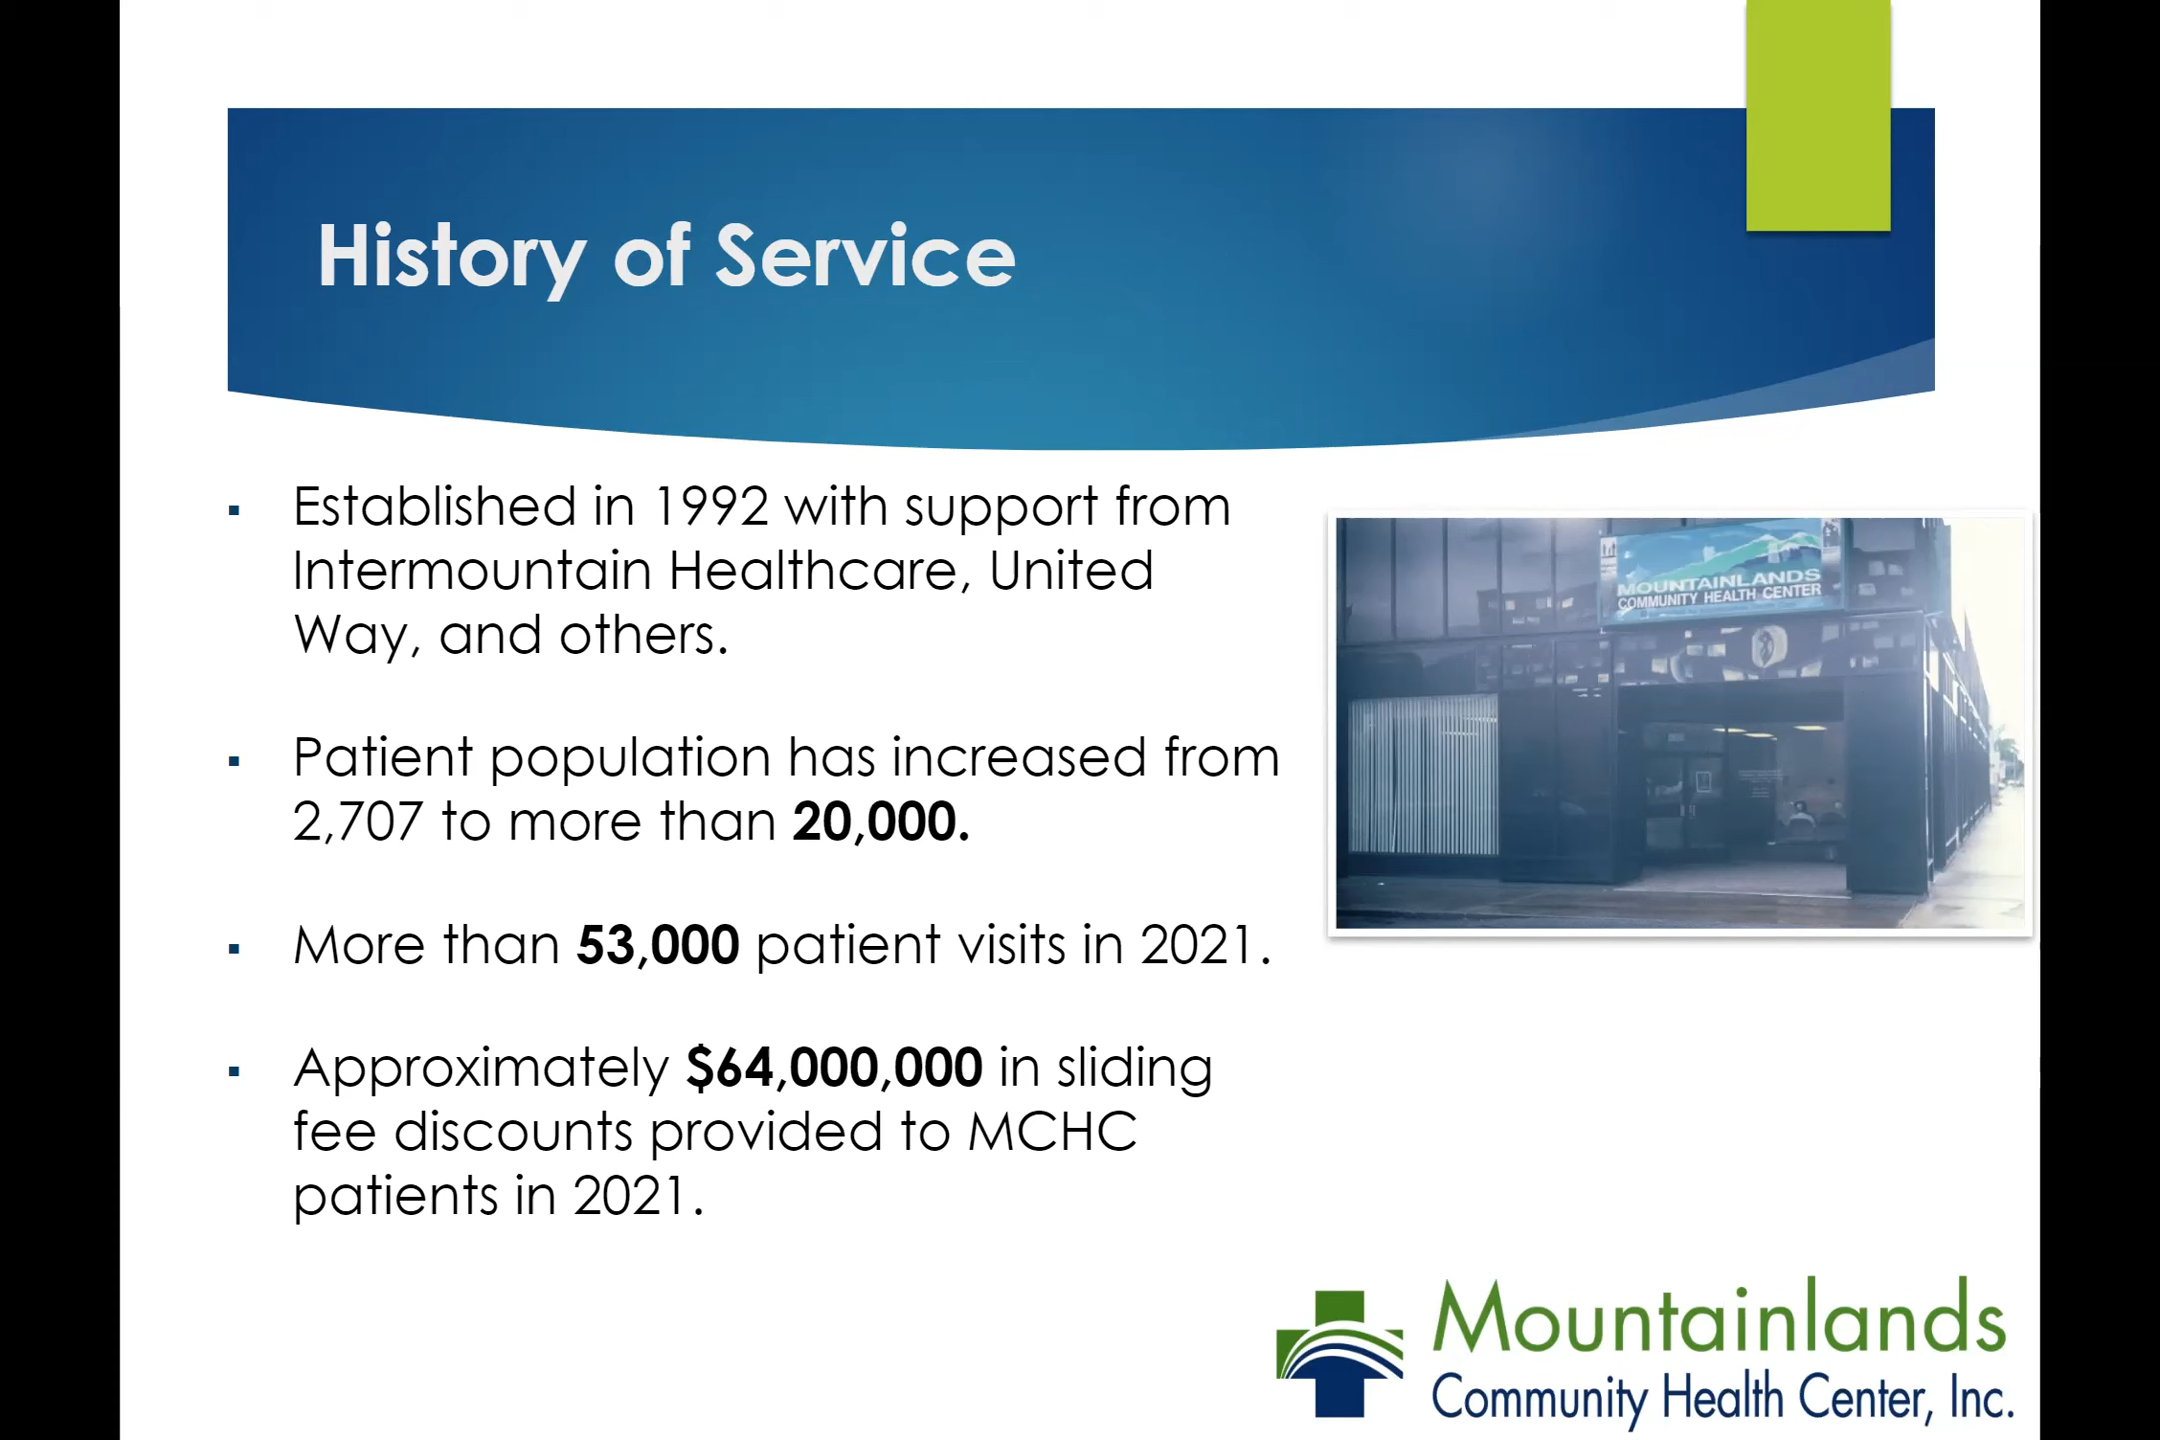 History of Service
▪ Established in 1992 with support from
Intermountain Healthcare, United
Way, and others.
▪ Patient population has increased from
2,707 to more than 20,000.
▪ More than 53,000 patient visits in 2021.
▪ Approximately $64,000,000 in sliding
fee discounts provided to MCHC
patients in 2021.
MOUNTAINLANDS
COMMUNITY HEALTH CENTER
Mountainlands
Community Health Center, Inc.